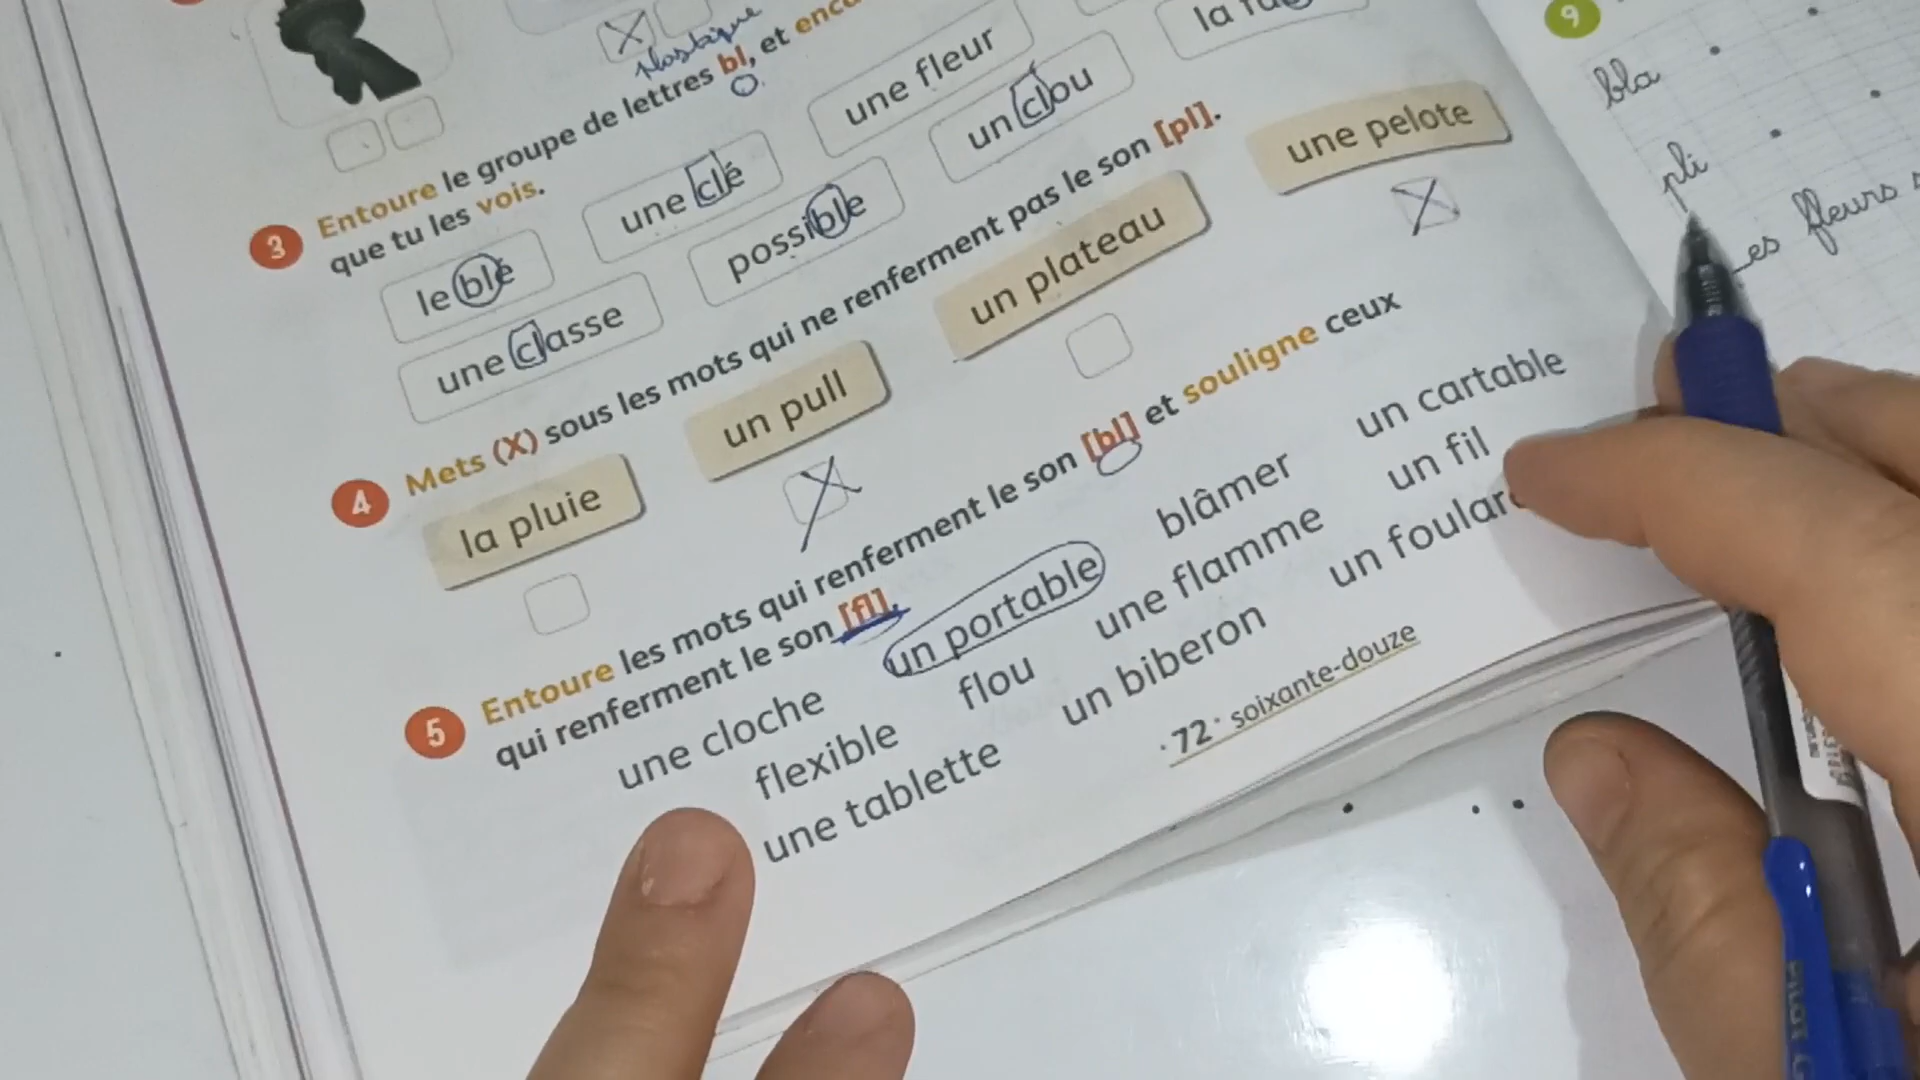 Plastique
3 Entoure le groupe de lettres bl, et
que tu les vois.
une fleur
une clé
un clou
le blé
possible
une classe
4 Mets (X) sous les mots qui ne renferment pas le son [pl].
la pluie
un pull
un plateau
une pelote
5 Entoure les mots qui renferment le son [bl] et souligne ceux
qui renferment le son [fl].
une cloche
un portable
blâmer
un cartable
flexible
flou
une flamme
un fil
une tablette
un biberon
un foulard
· 72 · soixante-douze
9
bla
pli
Les fleurs